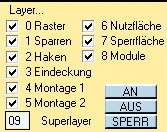 Layer...
0 Raster
1 Sparren
2 Haken
3 Eindeckung
4 Montage 1
5 Montage 2
6 Nutzfläche
7 Sperrfläche
8 Module
AN
AUS
09 Superlayer SPERR